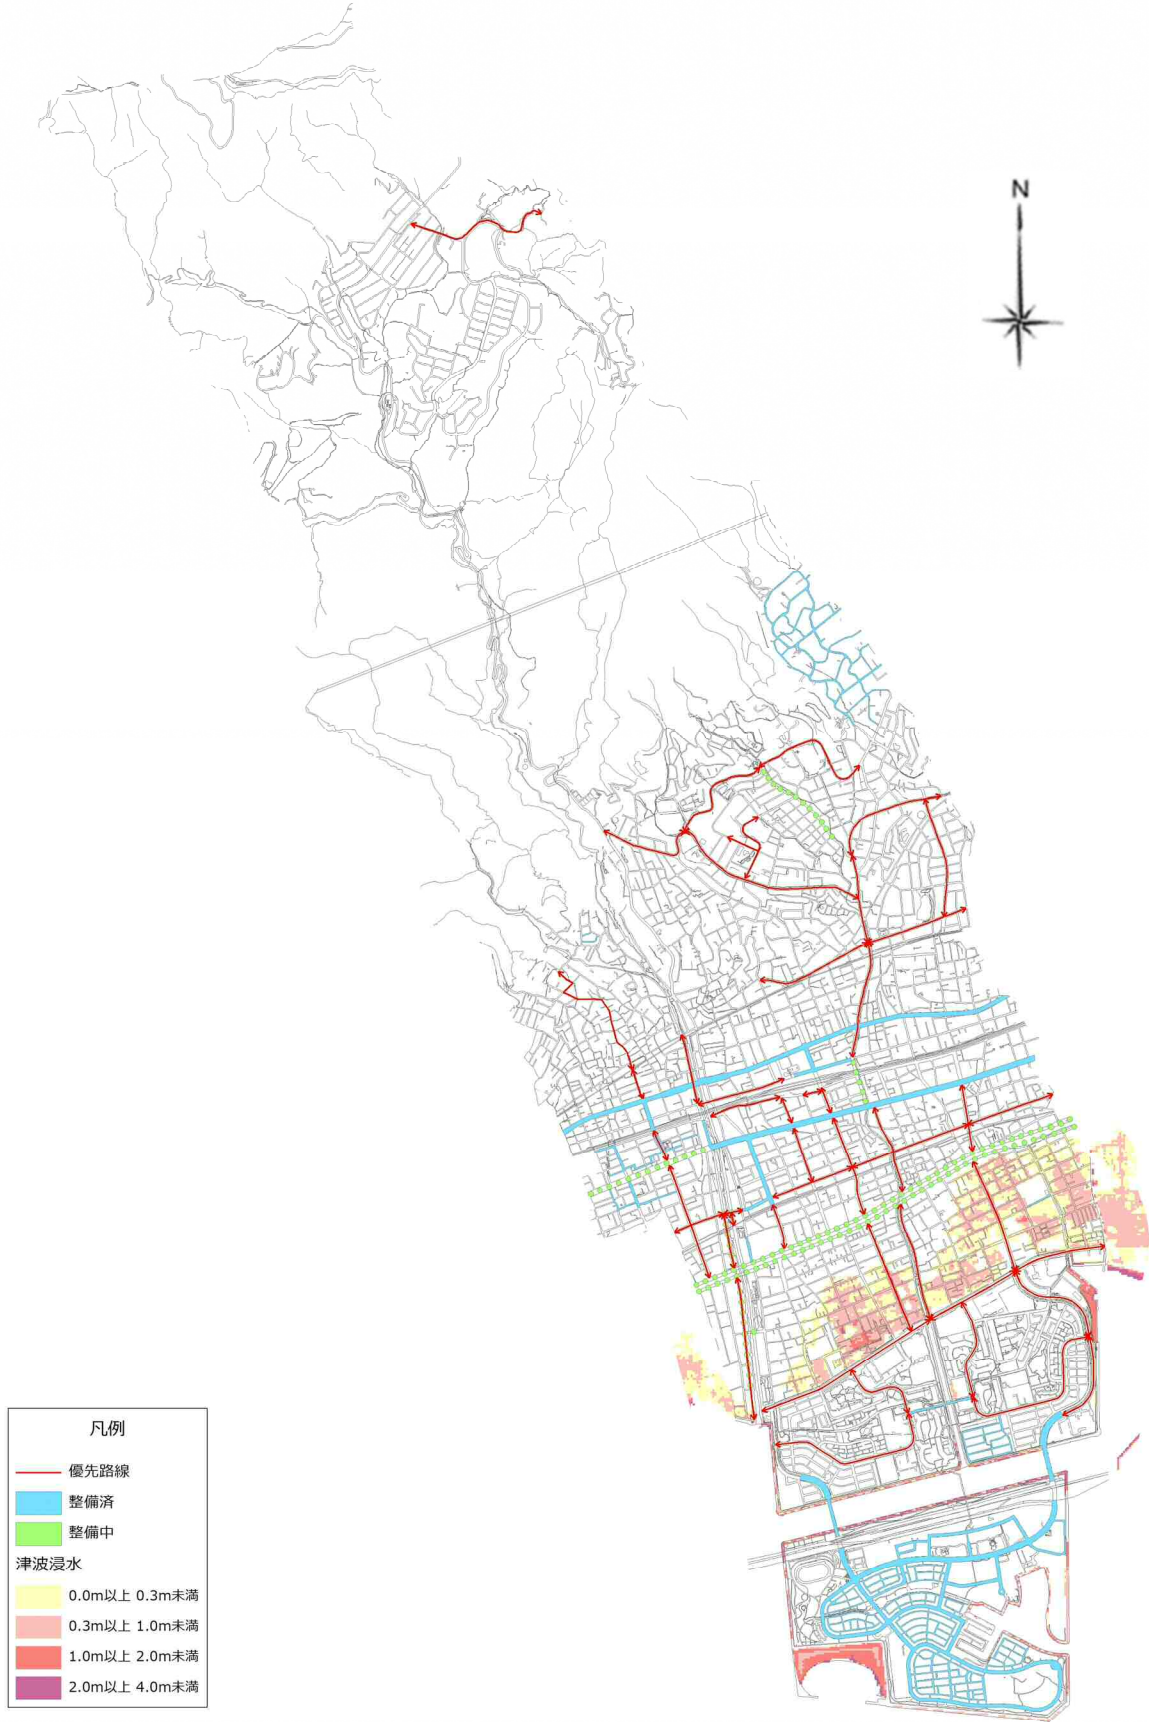 N
凡例
優先路線
整備済
整備中
津波浸水
0.0m以上 0.3m未満
0.3m以上 1.0m未満
1.0m以上 2.0m未満
2.0m以上 4.0m未満